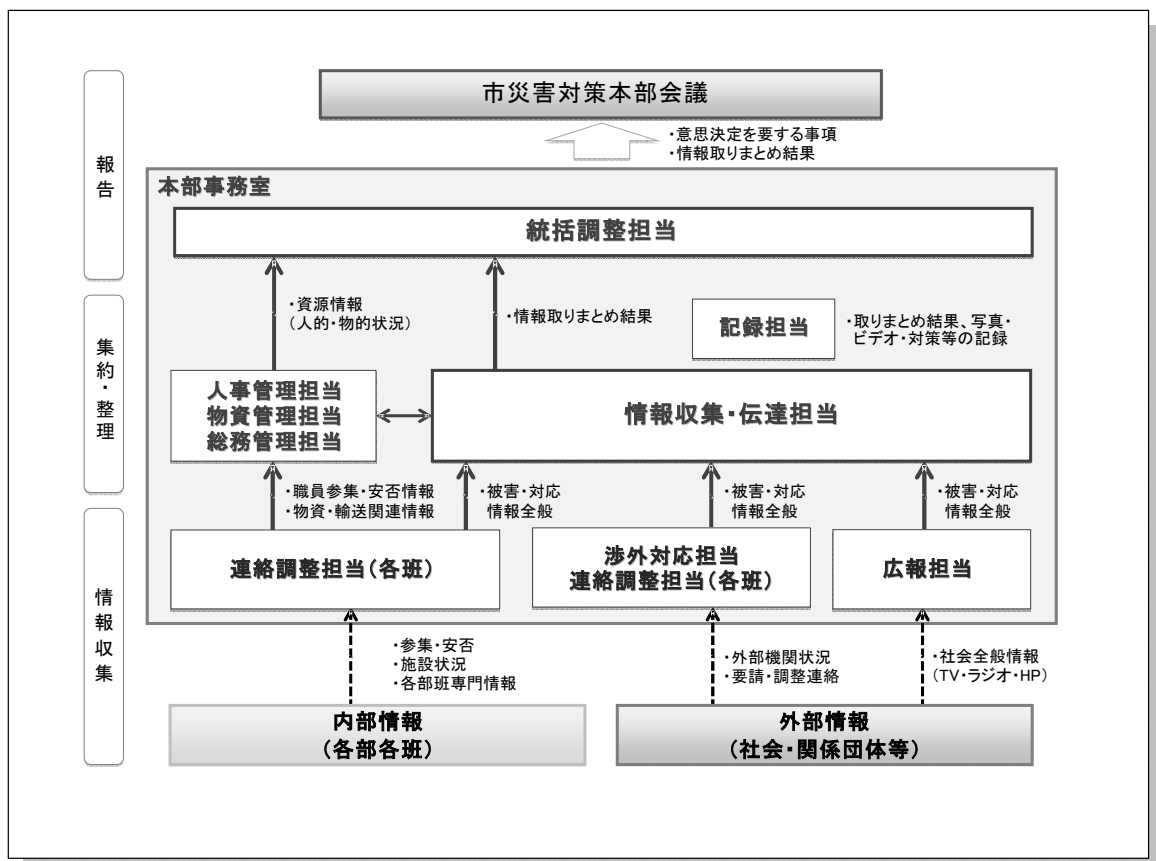 市災害対策本部会議
・意思決定を要する事項
・情報取りまとめ結果
報告
本部事務室
統括調整担当
・資源情報
(人的・物的状況)
・情報取りまとめ結果
記録担当
・取りまとめ結果、写真・
ビデオ・対策等の記録
集約・整理
人事管理担当
物資管理担当
総務管理担当
情報収集・伝達担当
・職員参集・安否情報
・物資・輸送関連情報
・被害・対応
情報全般
・被害・対応
情報全般
・被害・対応
情報全般
情報収集
連絡調整担当(各班)
渉外対応担当
連絡調整担当(各班)
広報担当
・参集・安否
・施設状況
・各部班専門情報
・外部機関状況
・要請・調整連絡
・社会全般情報
(TV・ラジオ・HP)
内部情報
(各部各班)
外部情報
(社会・関係団体等)